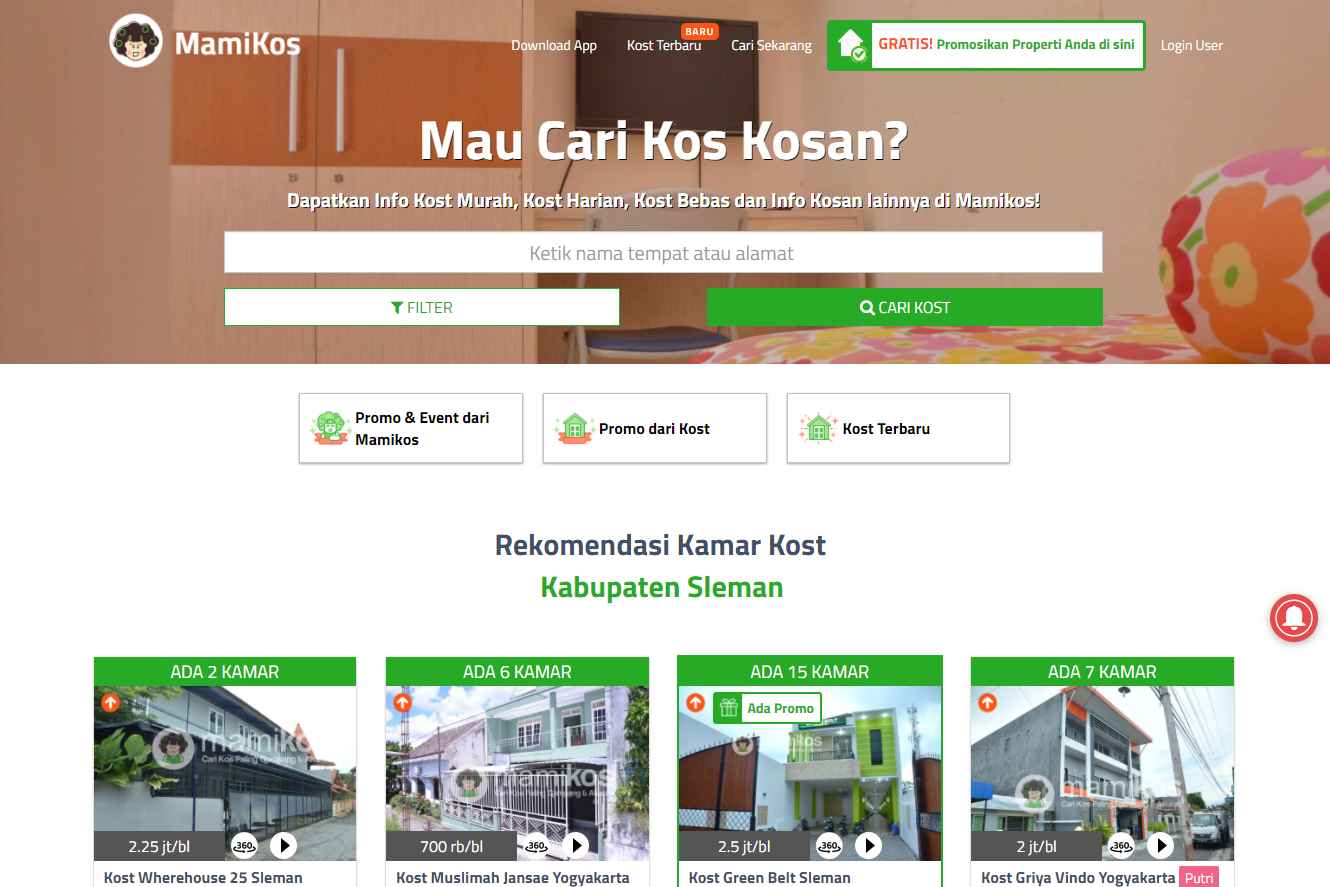 MamiKos
Download App
Kost Terbaru
BARU
Cari Sekarang
GRATIS! Promosikan Properti Anda di sini
Login User
Mau Cari Kos Kosan?
Dapatkan Info Kost Murah, Kost Harian, Kost Bebas dan Info Kosan lainnya di Mamikos!
Ketik nama tempat atau alamat
FILTER
CARI KOST
Promo & Event dari
Mamikos
Promo dari Kost
Kost Terbaru
Rekomendasi Kamar Kost
Kabupaten Sleman
ADA 2 KAMAR
mamikos
2.25 jt/bl
360
Kost Wherehouse 25 Sleman
ADA 6 KAMAR
mamikos
700 rb/bl
360
Kost Muslimah Jansae Yogyakarta
ADA 15 KAMAR
Ada Promo
2.5 jt/bl
360
Kost Green Belt Sleman
ADA 7 KAMAR
mamikos
2 jt/bl
360
Kost Griya Vindo Yogyakarta
Putri